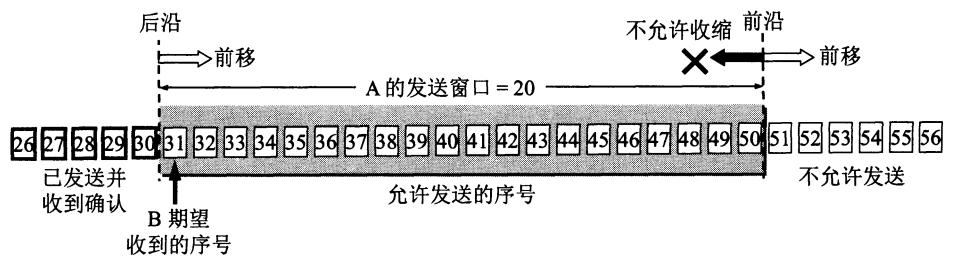 后沿
前移
不允许收缩
前沿
前移
A 的发送窗口 = 20
26 27 28 29 30 31 32 33 34 35 36 37 38 39 40 41 42 43 44 45 46 47 48 49 50 51 52 53 54 55 56
已发送并
收到确认
B 期望
收到的序号
允许发送的序号
不允许发送